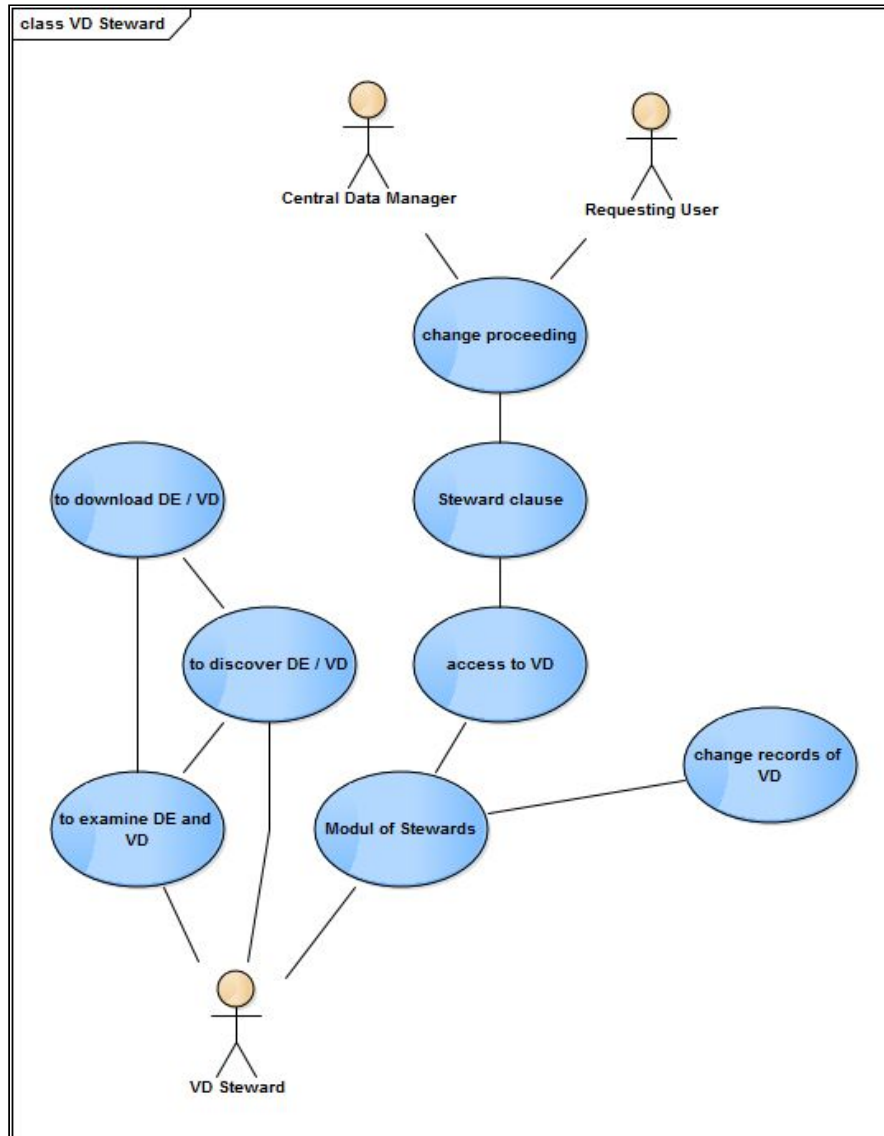 class VD Steward
Central Data Manager
Requesting User
change proceeding
to download DE / VD
Steward clause
to discover DE / VD
access to VD
change records of
VD
to examine DE and
VD
Modul of Stewards
VD Steward